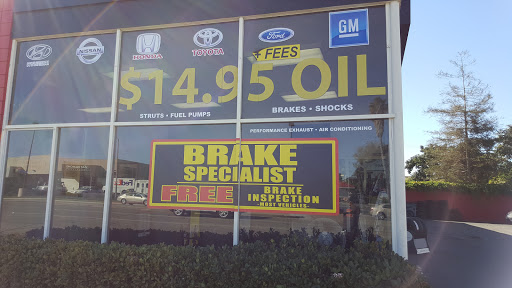 HYUNDAI
NISSAN
HONDA
TOYOTA
Ford
GM
+ FEES
$14.95 OIL
STRUTS • FUEL PUMPS
BRAKES • SHOCKS
PERFORMANCE EXHAUST • AIR CONDITIONING
BRAKE
SPECIALIST
FREE
BRAKE
INSPECTION
-MOST VEHICLES-